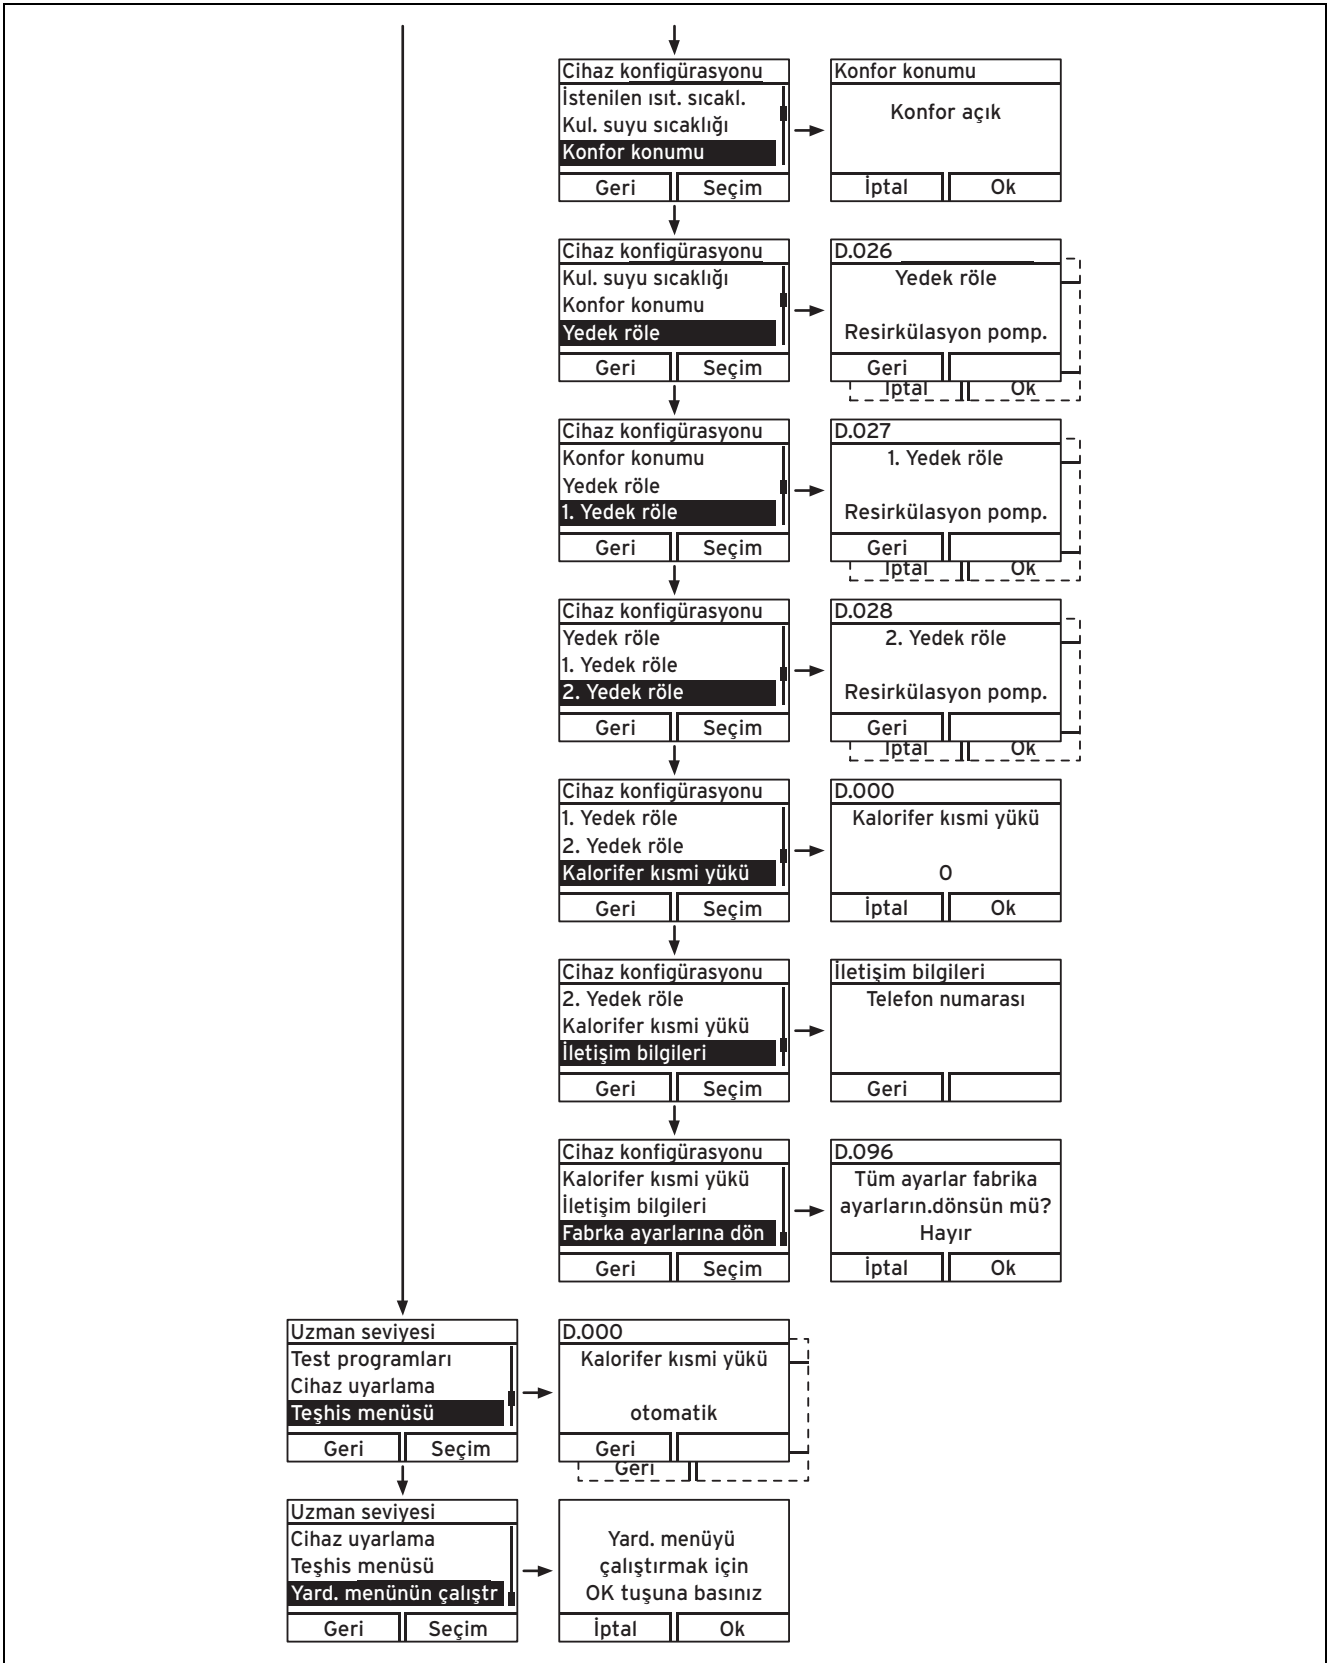 Cihaz konfigürasyonu
İstenilen ısıt. sıcakl.
Kul. suyu sıcaklığı
Konfor konumu
Geri Seçim
Konfor konumu
Konfor açık
İptal Ok
Cihaz konfigürasyonu
Kul. suyu sıcaklığı
Konfor konumu
Yedek röle
Geri Seçim
D.026
Yedek röle
Resirkülasyon pomp.
Geri
İptal Ok
Cihaz konfigürasyonu
Konfor konumu
Yedek röle
1. Yedek röle
Geri Seçim
D.027
1. Yedek röle
Resirkülasyon pomp.
Geri
İptal Ok
Cihaz konfigürasyonu
Yedek röle
1. Yedek röle
2. Yedek röle
Geri Seçim
D.028
2. Yedek röle
Resirkülasyon pomp.
Geri
İptal Ok
Cihaz konfigürasyonu
1. Yedek röle
2. Yedek röle
Kalorifer kısmi yükü
Geri Seçim
D.000
Kalorifer kısmi yükü
0
İptal Ok
Cihaz konfigürasyonu
2. Yedek röle
Kalorifer kısmi yükü
İletişim bilgileri
Geri Seçim
İletişim bilgileri
Telefon numarası
Geri
Cihaz konfigürasyonu
Kalorifer kısmi yükü
İletişim bilgileri
Fabrka ayarlarına dön
Geri Seçim
D.096
Tüm ayarlar fabrika
ayarların.dönsün mü?
Hayır
İptal Ok
Uzman seviyesi
Test programları
Cihaz uyarlama
Teşhis menüsü
Geri Seçim
D.000
Kalorifer kısmi yükü
otomatik
Geri
Geri
Uzman seviyesi
Cihaz uyarlama
Teşhis menüsü
Yard. menünün çalıştr
Geri Seçim
Yard. menüyü
çalıştırmak için
OK tuşuna basınız
İptal Ok